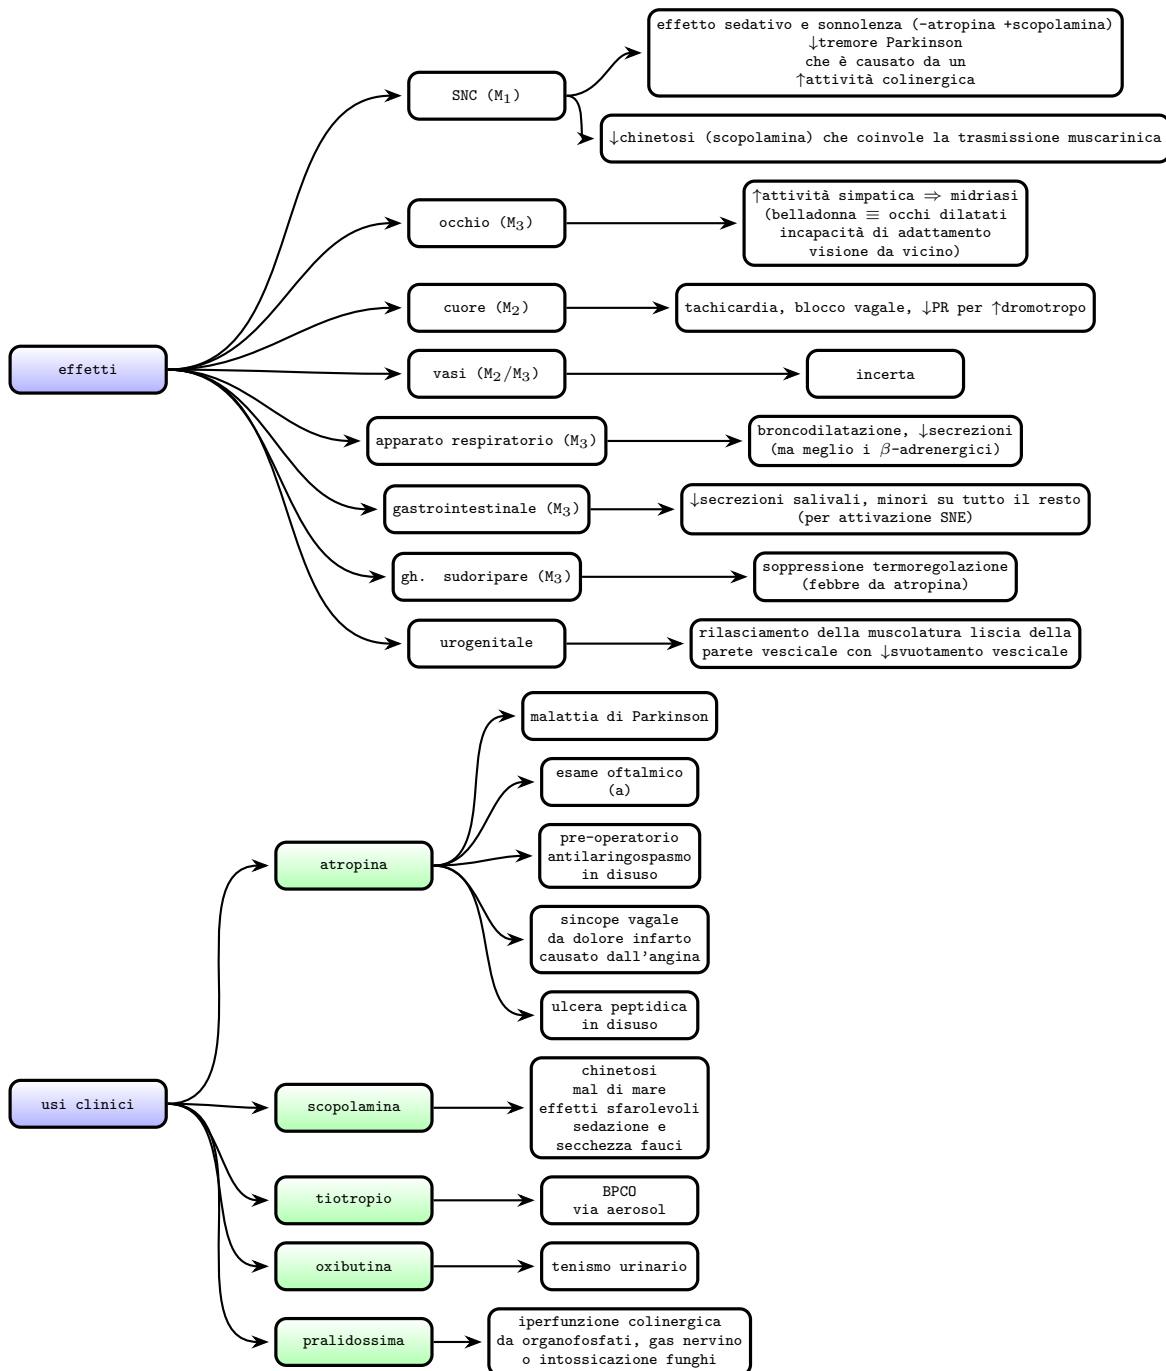 effetti
SNC (M1)
effetto sedativo e sonnolenza (-atropina +scopolamina)
↓tremore Parkinson
che è causato da un
↑attività colinergica
↓chinetosi (scopolamina) che coinvole la trasmissione muscarinica
occhio (M3)
↑attività simpatica ⇒ midriasi
(belladonna ≡ occhi dilatati
incapacità di adattamento
visione da vicino)
cuore (M2)
tachicardia, blocco vagale, ↓PR per ↑dromotropo
vasi (M2/M3)
incerta
apparato respiratorio (M3)
broncodilatazione, ↓secrezioni
(ma meglio i β-adrenergici)
gastrointestinale (M3)
↓secrezioni salivali, minori su tutto il resto
(per attivazione SNE)
gh. sudoripare (M3)
soppressione termoregolazione
(febbre da atropina)
urogenitale
rilasciamento della muscolatura liscia della
parete vescicale con ↓svuotamento vescicale
usi clinici
atropina
malattia di Parkinson
esame oftalmico
(a)
pre-operatorio
antilaringospasmo
in disuso
sincope vagale
da dolore infarto
causato dall'angina
ulcera peptidica
in disuso
scopolamina
chinetosi
mal di mare
effetti sfarolevoli
sedazione e
secchezza fauci
tiotropio
BPCO
via aerosol
oxibutina
tenismo urinario
pralidossima
iperfunzione colinergica
da organofosfati, gas nervino
o intossicazione funghi